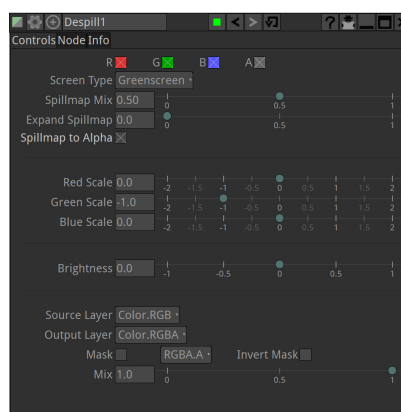 Despill1 < > ?
Controls Node Info
R G B A
Screen Type Greenscreen
Spillmap Mix 0.50 0 0.5 1
Expand Spillmap 0.0 0 0.5 1
Spillmap to Alpha
Red Scale 0.0 -2 -1.5 -1 -0.5 0 0.5 1 1.5 2
Green Scale -1.0 -2 -1.5 -1 -0.5 0 0.5 1 1.5 2
Blue Scale 0.0 -2 -1.5 -1 -0.5 0 0.5 1 1.5 2
Brightness 0.0 -1 -0.5 0 0.5 1
Source Layer Color.RGB
Output Layer Color.RGBA
Mask RGBA.A Invert Mask
Mix 1.0 0 0.5 1